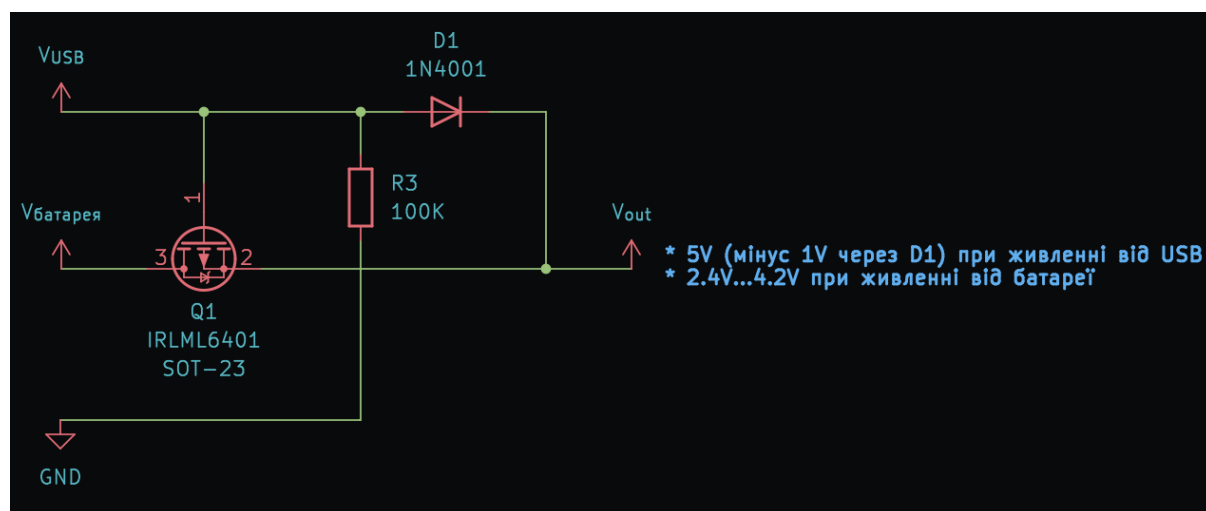 D1
1N4001
VUSB
1
R3
100K
Vбатарея
Vout
3
2
* 5V (мінус 1V через D1) при живленні від USB
* 2.4V...4.2V при живленні від батареї
Q1
IRLML6401
SOT-23
GND